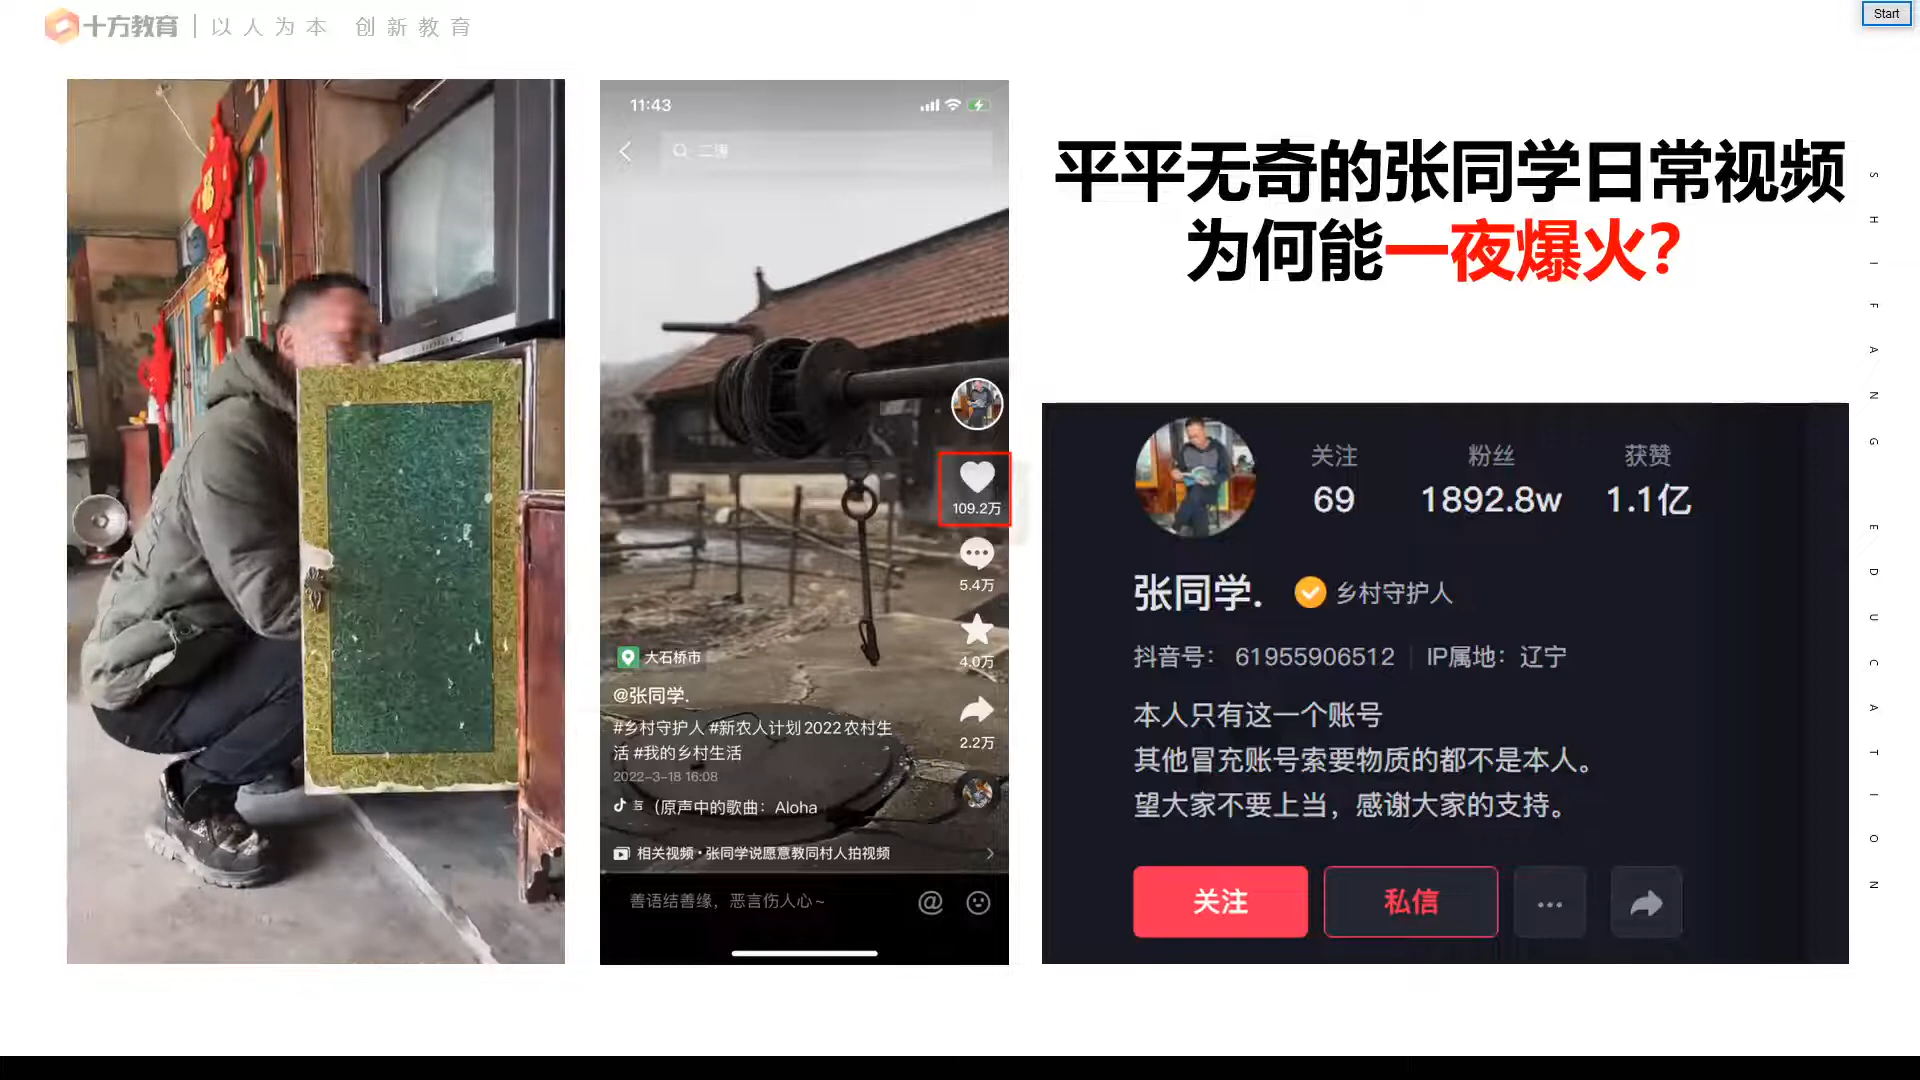 十方教育 | 以人为本 创新教育
Start
11:43
二潇
109.2万
5.4万
4.0万
2.2万
大石桥市
@张同学.
#乡村守护人 #新农人计划2022农村生
活 #我的乡村生活
2022-3-18 16:08
(原声中的歌曲：Aloha
相关视频·张同学说愿意教同村人拍视频
善语结善缘，恶言伤人心~
平平无奇的张同学日常视频
为何能一夜爆火？
关注 粉丝 获赞
69 1892.8w 1.1亿
张同学. 乡村守护人
抖音号：61955906512 IP属地：辽宁
本人只有这一个账号
其他冒充账号索要物质的都不是本人。
望大家不要上当，感谢大家的支持。
关注 私信
SHIFANG EDUCATION